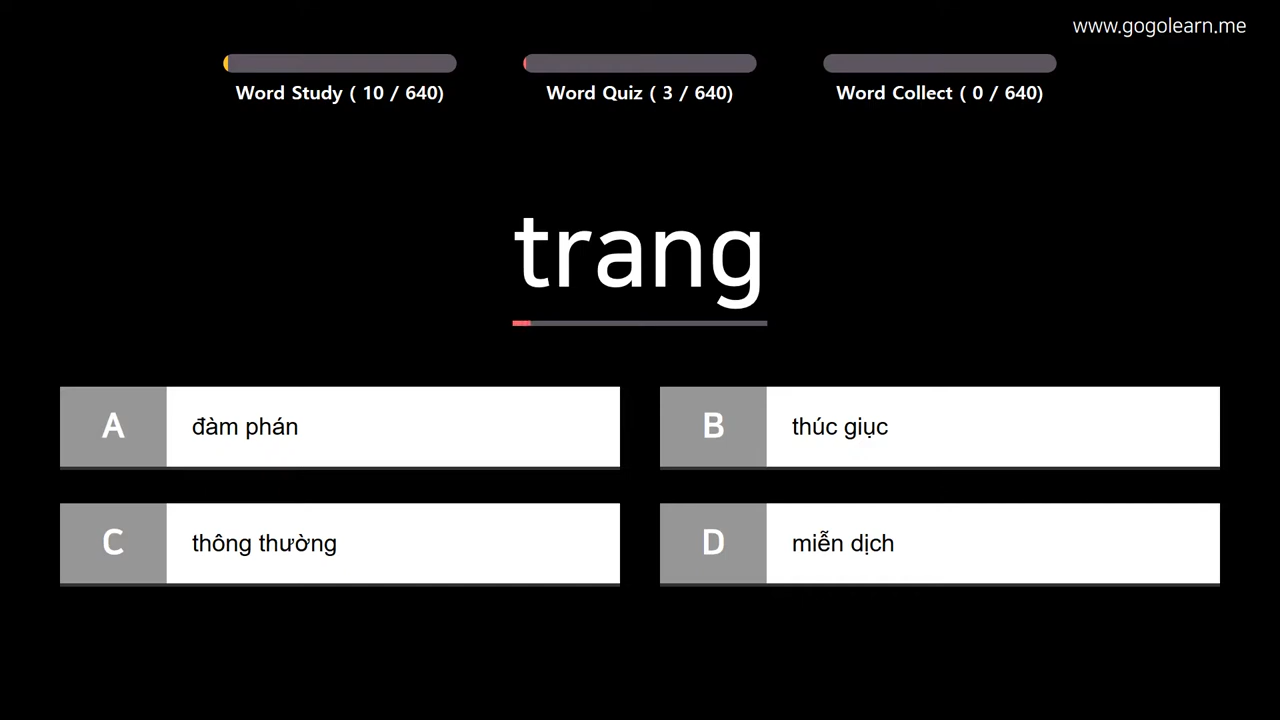 www.gogolearn.me
Word Study ( 10 / 640)
Word Quiz ( 3 / 640)
Word Collect ( 0 / 640)
trang
A đàm phán
B thúc giục
C thông thường
D miễn dịch